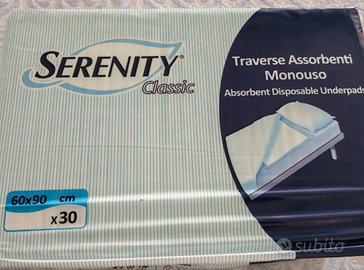 SERENITY®
Classic
Traverse Assorbenti
Monouso
Absorbent Disposable Underpads
60x90 cm
x30
subito